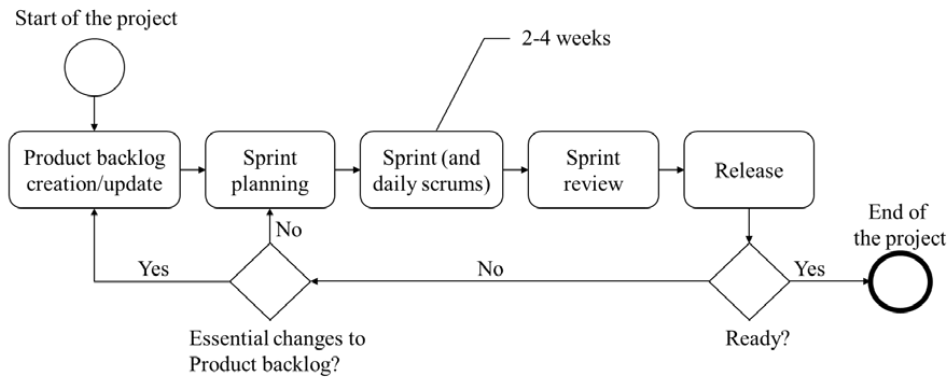 Start of the project
2-4 weeks
Product backlog
creation/update
Sprint
planning
Sprint (and
daily scrums)
Sprint
review
Release
End of
the project
No
Yes
No
Yes
Essential changes to
Product backlog?
Ready?